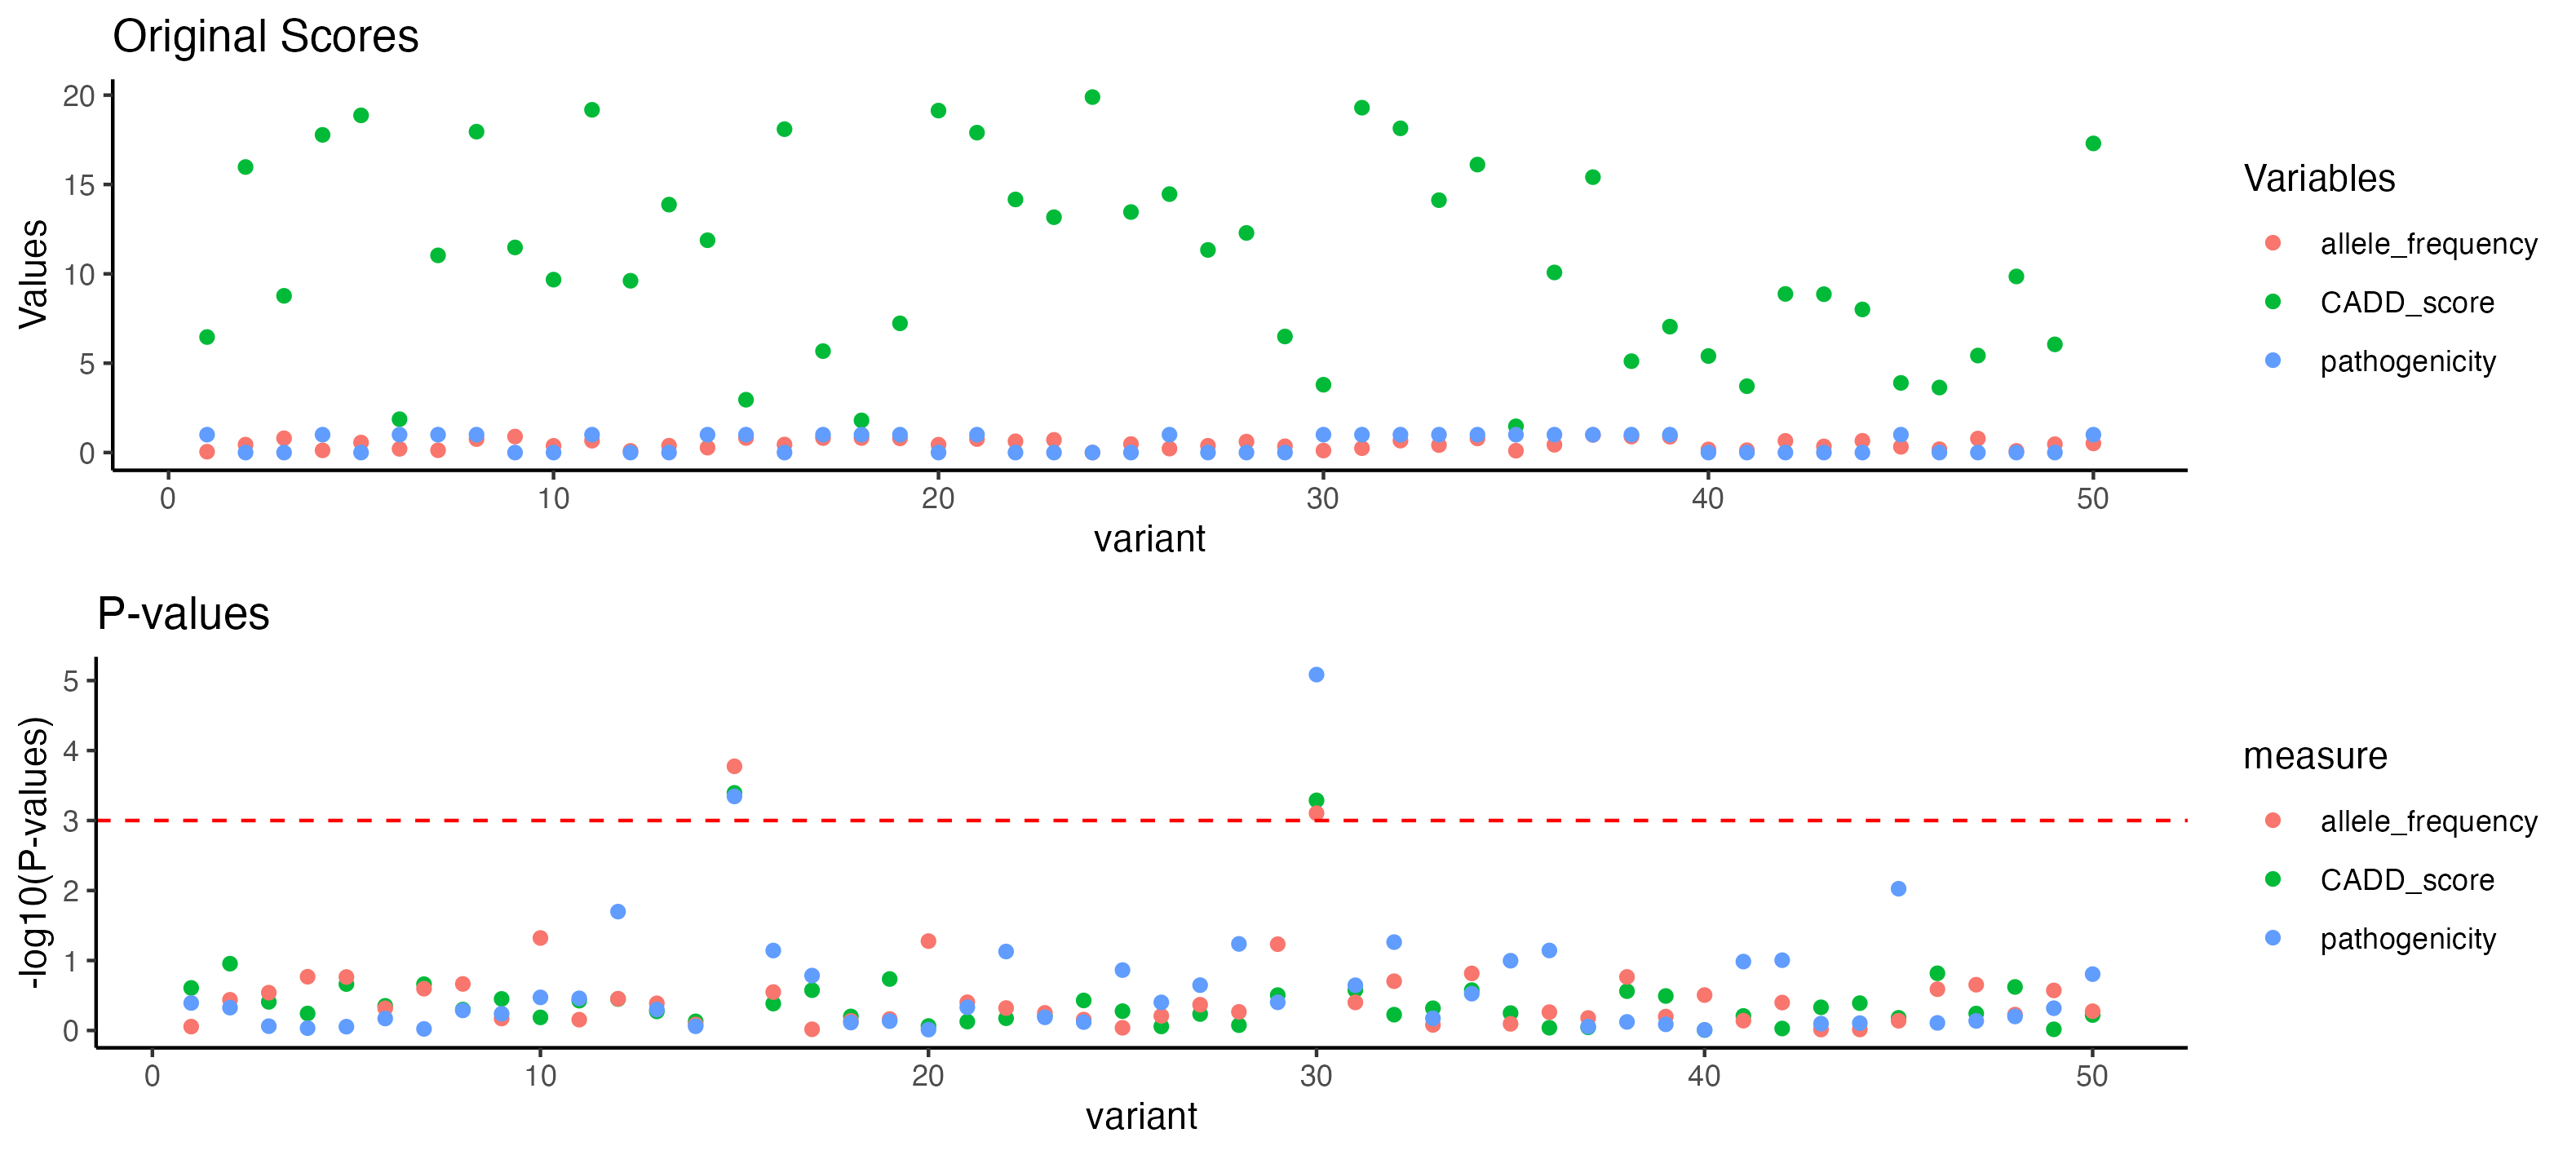 Original Scores
20
15
10
5
0
Values
0 10 20 30 40 50
variant
Variables
allele_frequency
CADD_score
pathogenicity
P-values
5
4
3
2
1
0
-log10(P-values)
0 10 20 30 40 50
variant
measure
allele_frequency
CADD_score
pathogenicity